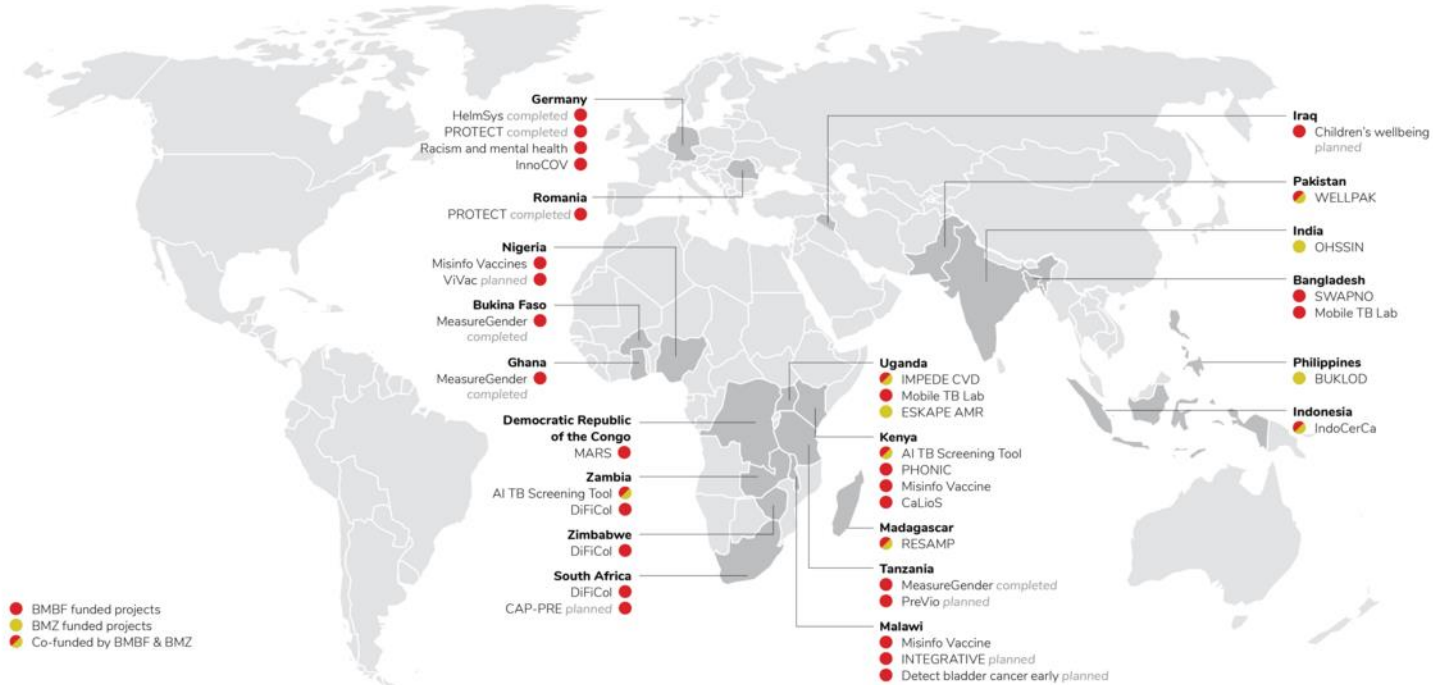 Germany
HelmSys completed
PROTECT completed
Racism and mental health
InnoCOV
Romania
PROTECT completed
Nigeria
Misinfo Vaccines
ViVac planned
Bukina Faso
MeasureGender
completed
Ghana
MeasureGender
completed
Democratic Republic
of the Congo
MARS
Zambia
AI TB Screening Tool
DiFiCol
Zimbabwe
DiFiCol
South Africa
DiFiCol
CAP-PRE planned
Uganda
IMPEDE CVD
Mobile TB Lab
ESKAPE AMR
Kenya
AI TB Screening Tool
PHONIC
Misinfo Vaccine
CaLioS
Madagascar
RESAMP
Tanzania
MeasureGender completed
PreVio planned
Malawi
Misinfo Vaccine
INTEGRATIVE planned
Detect bladder cancer early planned
Iraq
Children's wellbeing
planned
Pakistan
WELLPAK
India
OHSSIN
Bangladesh
SWAPNO
Mobile TB Lab
Philippines
BUKLOD
Indonesia
IndoCerCa
BMBF funded projects
BMZ funded projects
Co-funded by BMBF & BMZ